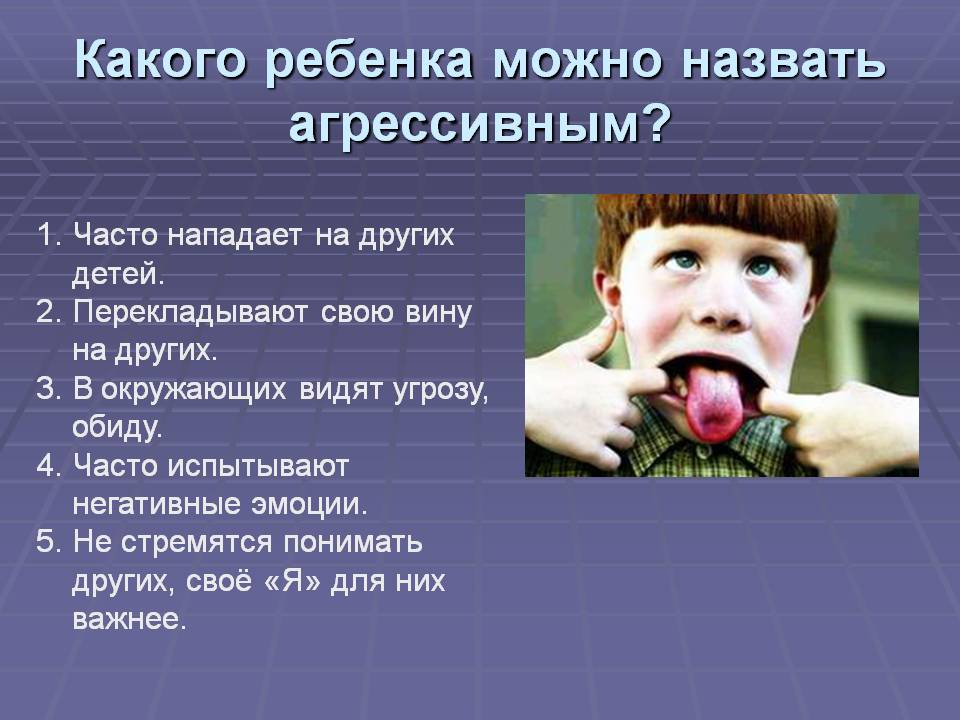 Какого ребенка можно назвать
агрессивным?
1. Часто нападает на других
детей.
2. Перекладывают свою вину
на других.
3. В окружающих видят угрозу,
обиду.
4. Часто испытывают
негативные эмоции.
5. Не стремятся понимать
других, своё «Я» для них
важнее.